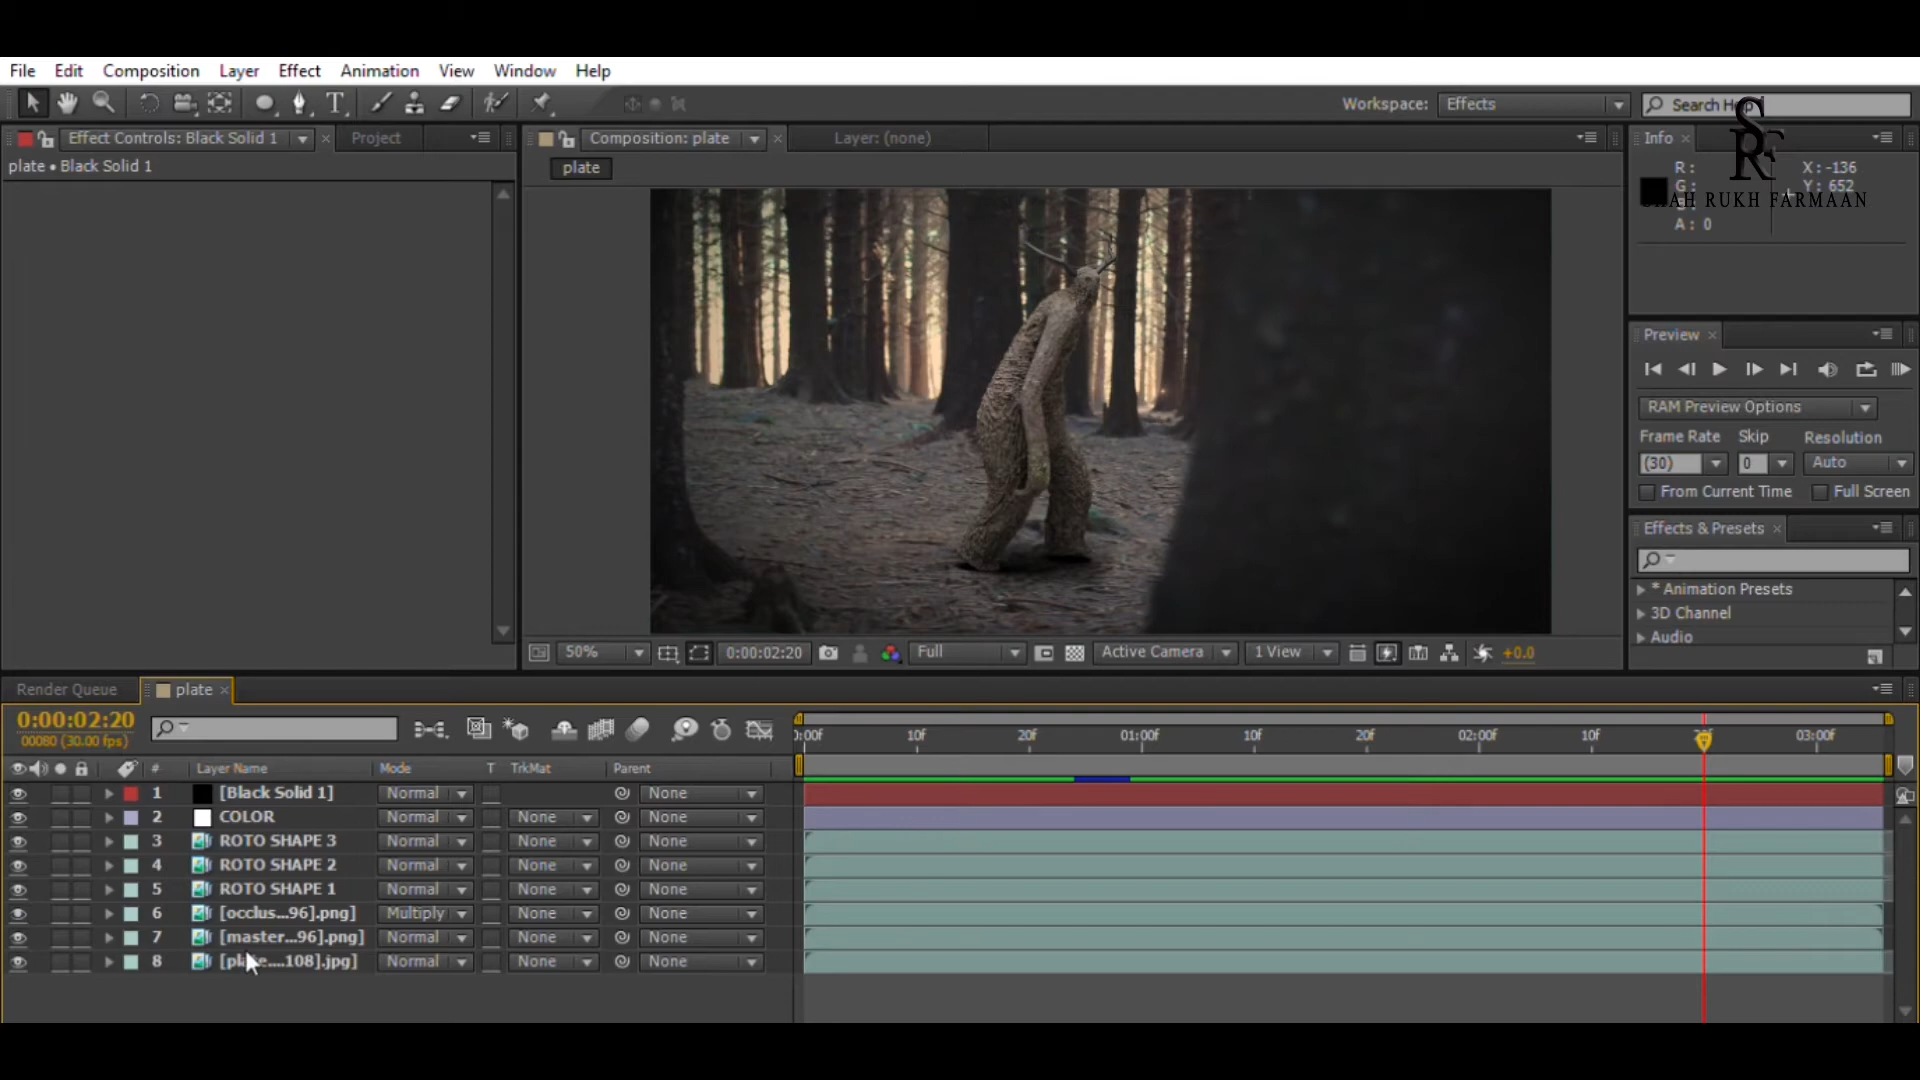 File Edit Composition Layer Effect Animation View Window Help
Workspace: Effects
Search Help
Effect Controls: Black Solid 1
Project
Composition: plate
Layer: (none)
Info
plate • Black Solid 1
plate
R:
X: -136
G:
Y: 652
SHAH RUKH FARMAAN
A: 0
Preview
RAM Preview Options
Frame Rate Skip Resolution
(30) 0 Auto
From Current Time Full Screen
Effects & Presets
* Animation Presets
3D Channel
Audio
50% 0:00:02:20 Full Active Camera 1 View +0.0
Render Queue plate
0:00:02:20
00080 (30.00 fps)
0:00f 10f 20f 01:00f 10f 20f 02:00f 10f 03:00f
# Layer Name Mode T TrkMat Parent
1 [Black Solid 1] Normal None
2 COLOR Normal None None
3 ROTO SHAPE 3 Normal None None
4 ROTO SHAPE 2 Normal None None
5 ROTO SHAPE 1 Normal None None
6 [occlus...96].png] Multiply None None
7 [master...96].png] Normal None None
8 [plate....108].jpg] Normal None None